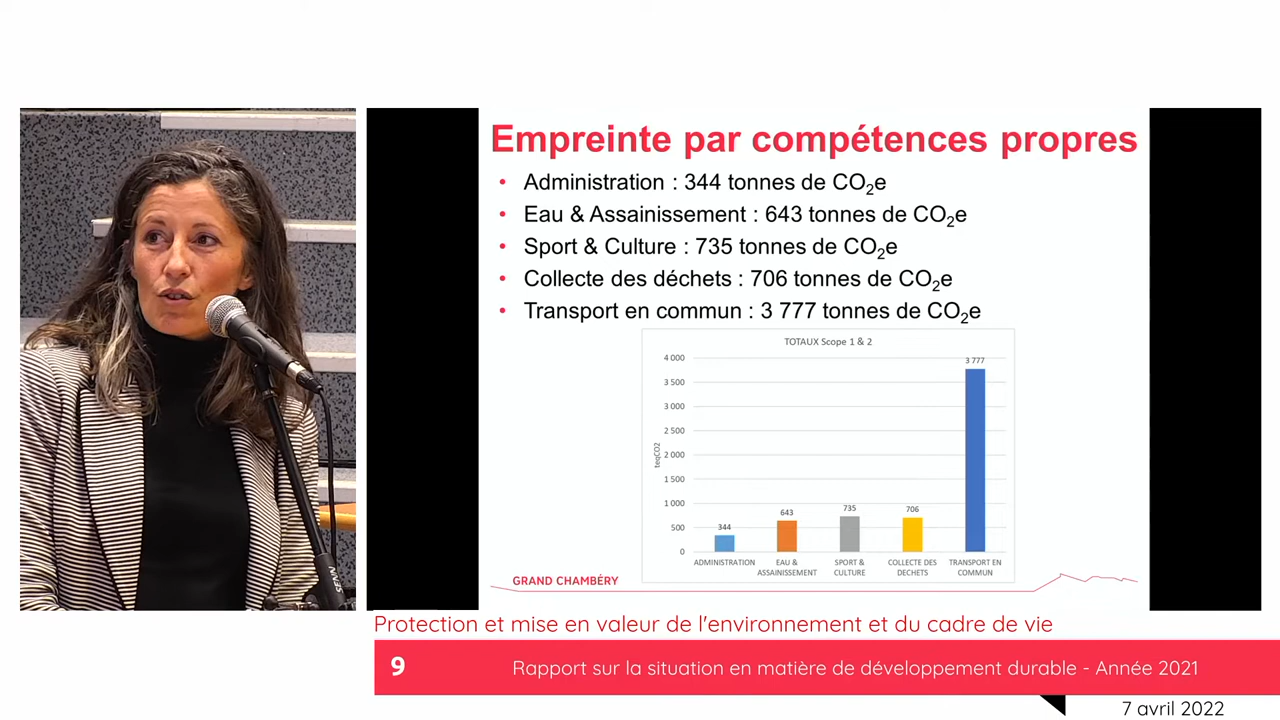 Empreinte par compétences propres
• Administration : 344 tonnes de CO₂e
• Eau & Assainissement : 643 tonnes de CO₂e
• Sport & Culture : 735 tonnes de CO₂e
• Collecte des déchets : 706 tonnes de CO₂e
• Transport en commun : 3 777 tonnes de CO₂e
TOTAUX Scope 1 & 2
teqCO2
4 000
3 500
3 000
2 500
2 000
1 500
1 000
500
0
344
643
735
706
3 777
ADMINISTRATION
EAU &
ASSAINISSEMENT
SPORT &
CULTURE
COLLECTE DES
DECHETS
TRANSPORT EN
COMMUN
GRAND CHAMBÉRY
Protection et mise en valeur de l'environnement et du cadre de vie
9
Rapport sur la situation en matière de développement durable - Année 2021
7 avril 2022